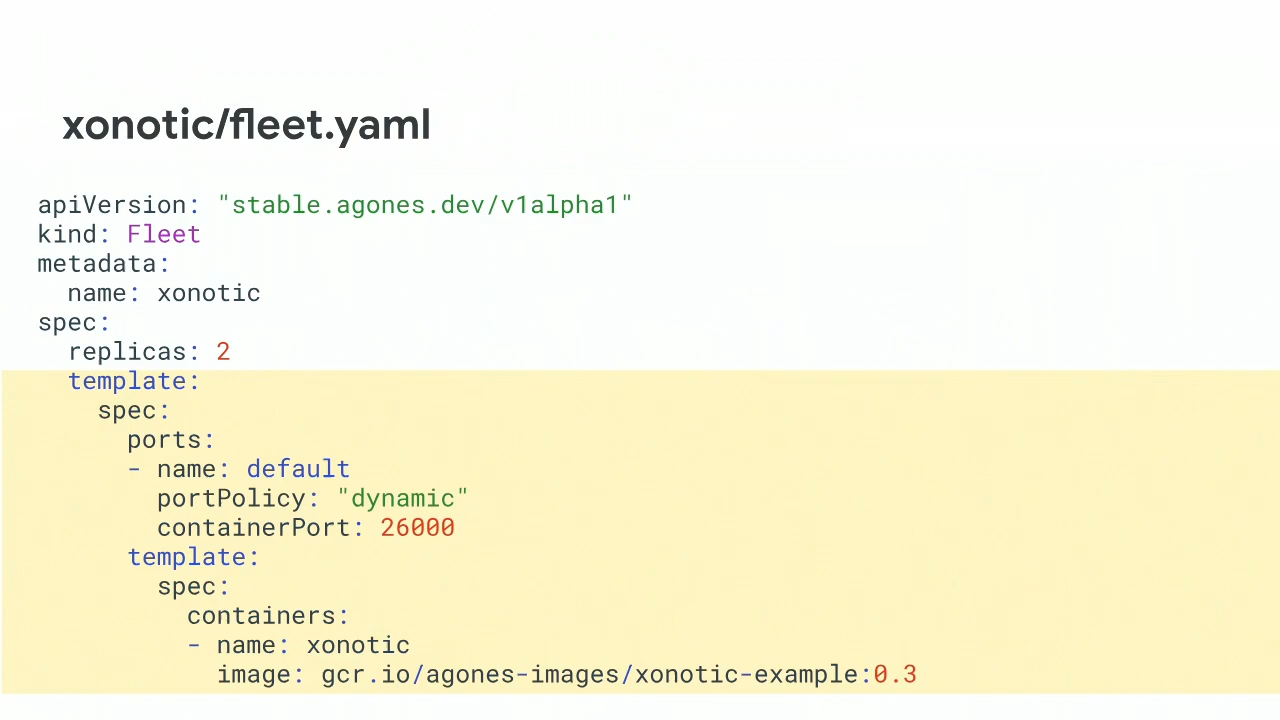 xonotic/fleet.yaml
apiVersion: "stable.agones.dev/v1alpha1"
kind: Fleet
metadata:
  name: xonotic
spec:
  replicas: 2
  template:
    spec:
      ports:
      - name: default
        portPolicy: "dynamic"
        containerPort: 26000
      template:
        spec:
          containers:
          - name: xonotic
            image: gcr.io/agones-images/xonotic-example:0.3